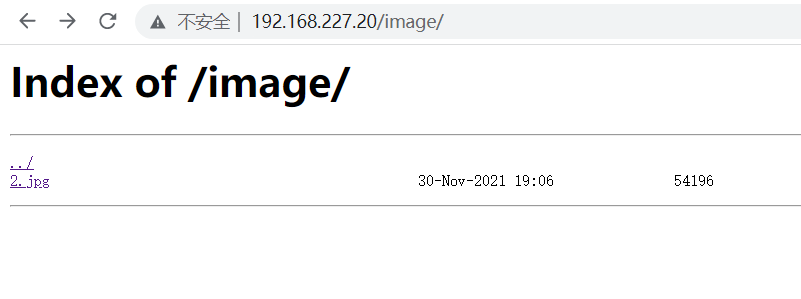 不安全 | 192.168.227.20/image/
Index of /image/
../
2.jpg 30-Nov-2021 19:06 54196